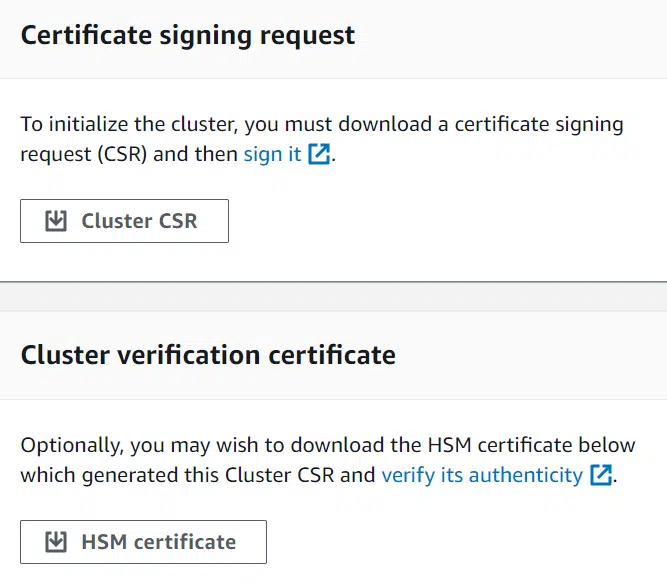 Certificate signing request
To initialize the cluster, you must download a certificate signing
request (CSR) and then sign it.
Cluster CSR
Cluster verification certificate
Optionally, you may wish to download the HSM certificate below
which generated this Cluster CSR and verify its authenticity.
HSM certificate